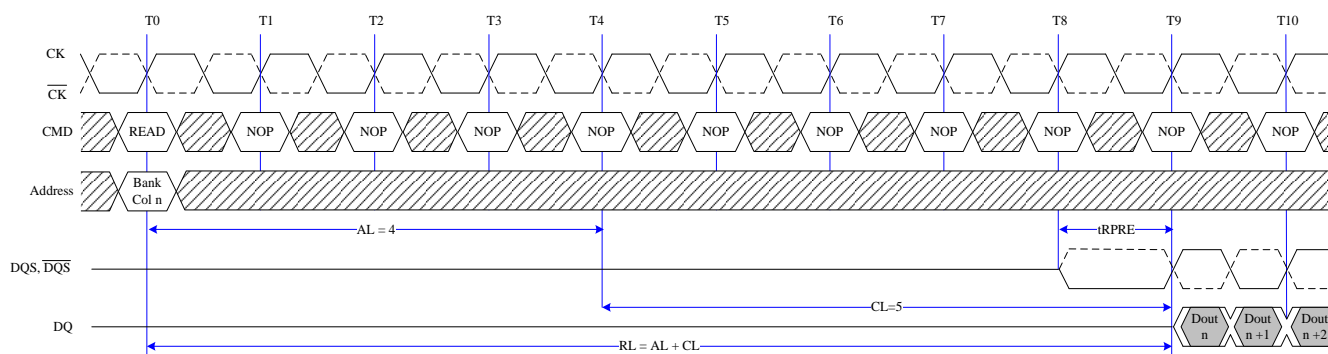 T0 T1 T2 T3 T4 T5 T6 T7 T8 T9 T10
CK
CK
CMD READ NOP NOP NOP NOP NOP NOP NOP NOP NOP NOP
Address Bank
Col n
AL = 4 tRPRE
DQS, DQS
CL=5
DQ Dout Dout Dout
n n +1 n +2
RL = AL + CL